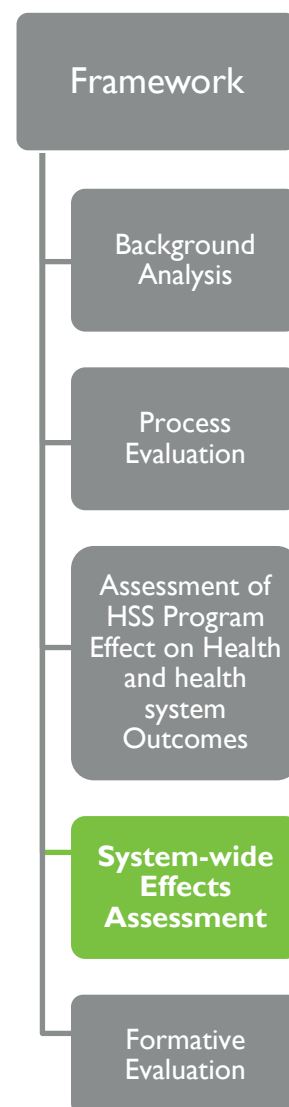 Framework
Background
Analysis
Process
Evaluation
Assessment of
HSS Program
Effect on Health
and health
system
Outcomes
System-wide
Effects
Assessment
Formative
Evaluation